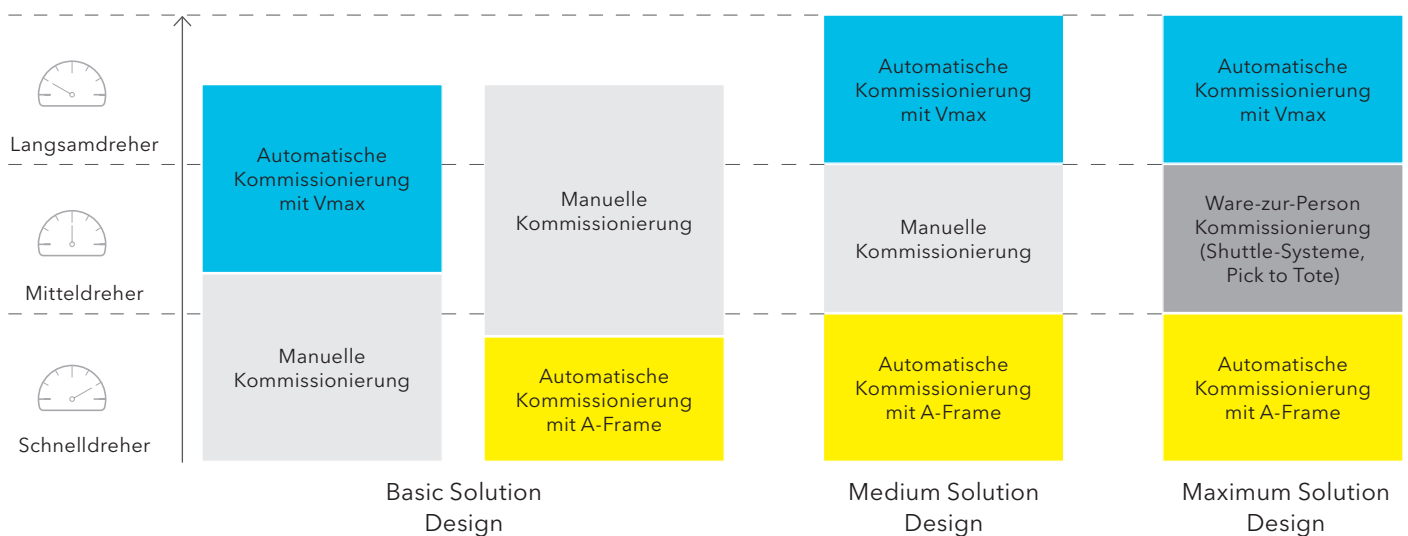 Langsamdreher
Mitteldreher
Schnelldreher
Automatische
Kommissionierung
mit Vmax
Manuelle
Kommissionierung
Manuelle
Kommissionierung
Automatische
Kommissionierung
mit A-Frame
Automatische
Kommissionierung
mit Vmax
Manuelle
Kommissionierung
Automatische
Kommissionierung
mit A-Frame
Automatische
Kommissionierung
mit Vmax
Ware-zur-Person
Kommissionierung
(Shuttle-Systeme,
Pick to Tote)
Automatische
Kommissionierung
mit A-Frame
Basic Solution
Design
Medium Solution
Design
Maximum Solution
Design